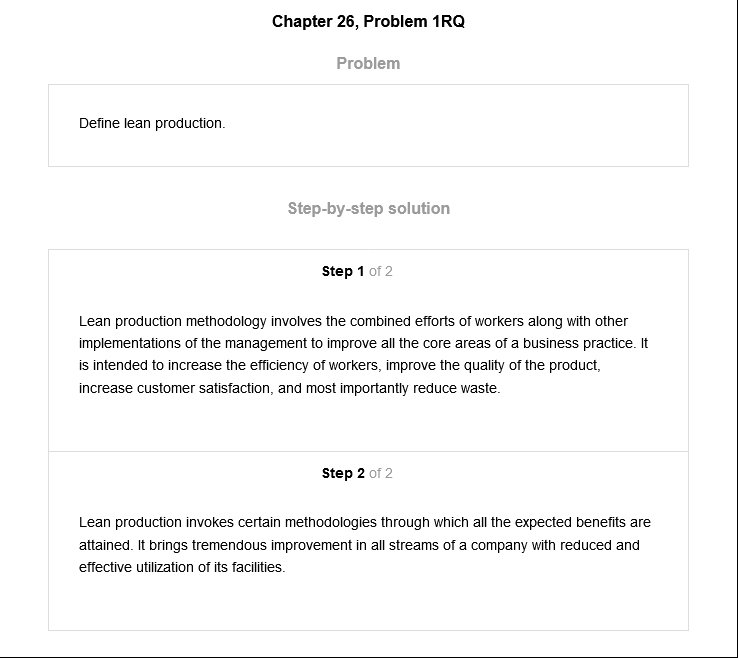 Chapter 26, Problem 1RQ
Problem
Define lean production.
Step-by-step solution
Step 1 of 2
Lean production methodology involves the combined efforts of workers along with other
implementations of the management to improve all the core areas of a business practice. It
is intended to increase the efficiency of workers, improve the quality of the product,
increase customer satisfaction, and most importantly reduce waste.
Step 2 of 2
Lean production invokes certain methodologies through which all the expected benefits are
attained. It brings tremendous improvement in all streams of a company with reduced and
effective utilization of its facilities.